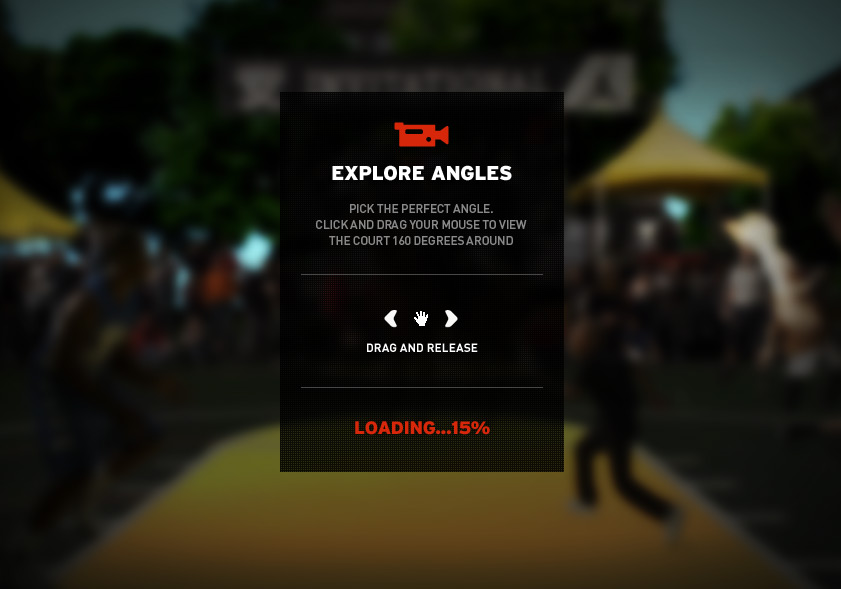 INVITATIONAL
EXPLORE ANGLES
PICK THE PERFECT ANGLE.
CLICK AND DRAG YOUR MOUSE TO VIEW
THE COURT 160 DEGREES AROUND
DRAG AND RELEASE
LOADING...15%